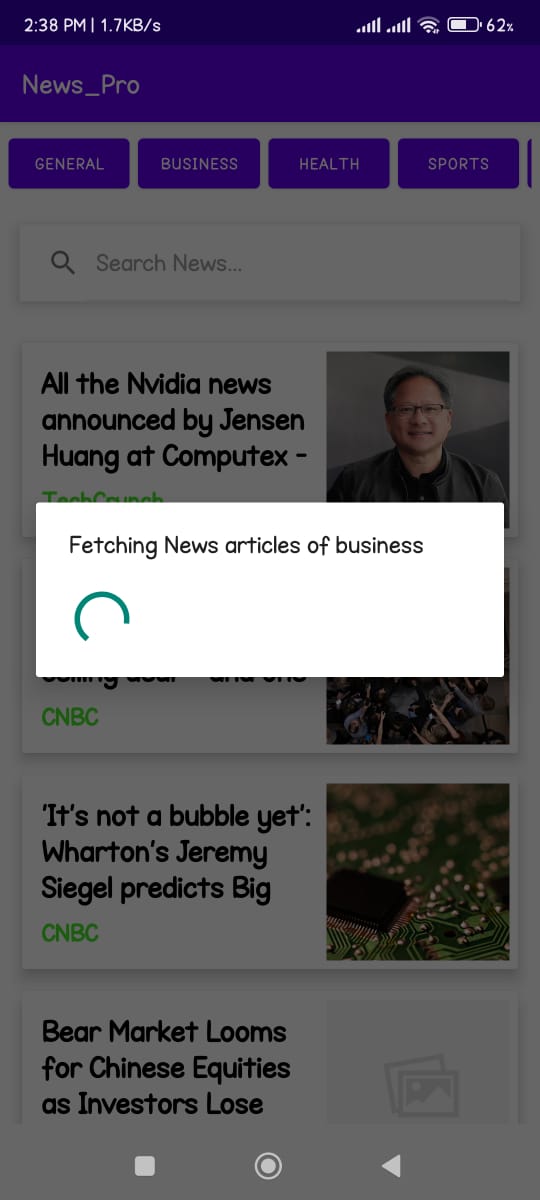 2:38 PM | 1.7KB/s
62%
News_Pro
GENERAL
BUSINESS
HEALTH
SPORTS
Search News...
All the Nvidia news
announced by Jensen
Huang at Computex -
TechCrunch
Fetching News articles of business
CNBC
'It's not a bubble yet':
Wharton's Jeremy
Siegel predicts Big
CNBC
Bear Market Looms
for Chinese Equities
as Investors Lose